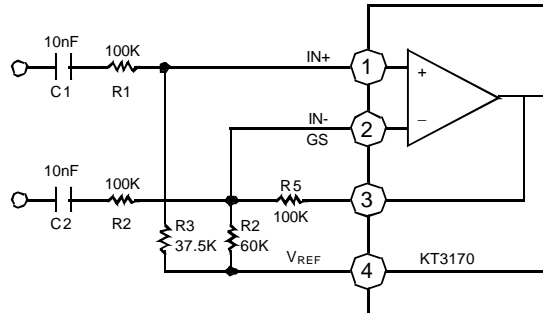 10nF
100K
C1
R1
IN+
1
+
IN-
GS
2
−
10nF
100K
C2
R2
R5
100K
3
R3
37.5K
R2
60K
VREF
4
KT3170